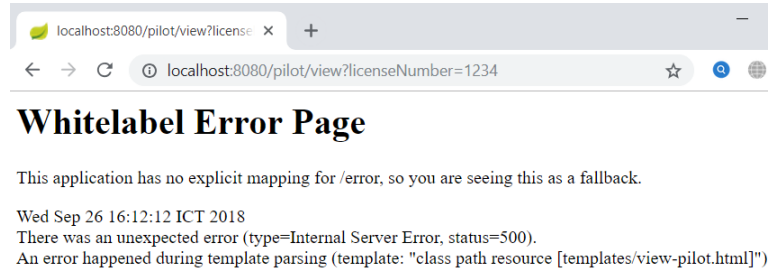 localhost:8080/pilot/view?license
localhost:8080/pilot/view?licenseNumber=1234
Whitelabel Error Page
This application has no explicit mapping for /error, so you are seeing this as a fallback.
Wed Sep 26 16:12:12 ICT 2018
There was an unexpected error (type=Internal Server Error, status=500).
An error happened during template parsing (template: "class path resource [templates/view-pilot.html]")